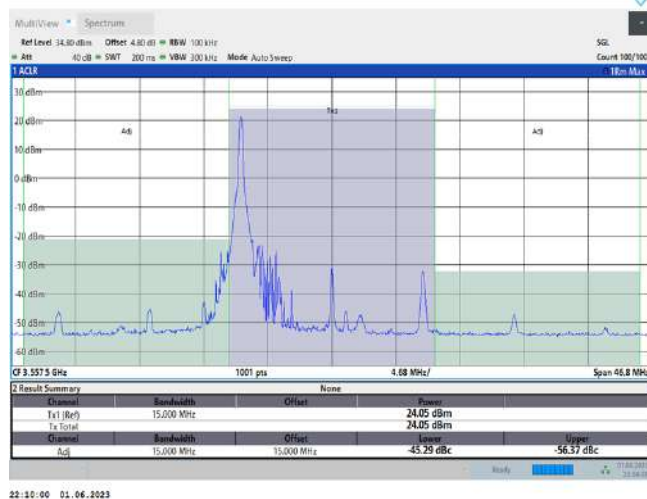 MultiView Spectrum
Ref Level 34.80 dBm Offset 4.80 dB RBW 100 kHz SGL
Att 40 dB SWT 200 ms VBW 300 kHz Mode Auto Sweep Count 100/100
1 ACLR 1Rm Max
30 dBm
20 dBm
Adj Tx1 Adj
10 dBm
0 dBm
-10 dBm
-20 dBm
-30 dBm
-40 dBm
-50 dBm
-60 dBm
CF 3.5575 GHz 1001 pts 4.68 MHz/ Span 46.8 MHz
2 Result Summary None
Channel Bandwidth Offset Power
Tx1 (Ref) 15.000 MHz 24.05 dBm
Tx Total 24.05 dBm
Channel Bandwidth Offset Lower Upper
Adj 15.000 MHz 15.000 MHz -45.29 dBc -56.37 dBc
Ready
22:10:00 01.06.2023